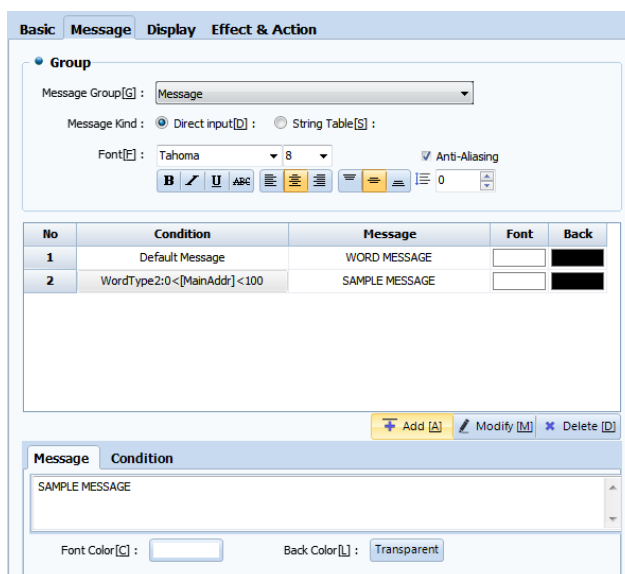 Basic Message Display Effect & Action
Group
Message Group[G] : Message
Message Kind : Direct input[D] : String Table[S] :
Font[F] : Tahoma 8 Anti-Aliasing
B I U ABC 0
No Condition Message Font Back
1 Default Message WORD MESSAGE
2 WordType2:0<[MainAddr]<100 SAMPLE MESSAGE
Add [A] Modify [M] Delete [D]
Message Condition
SAMPLE MESSAGE
Font Color[C] : Back Color[L] : Transparent